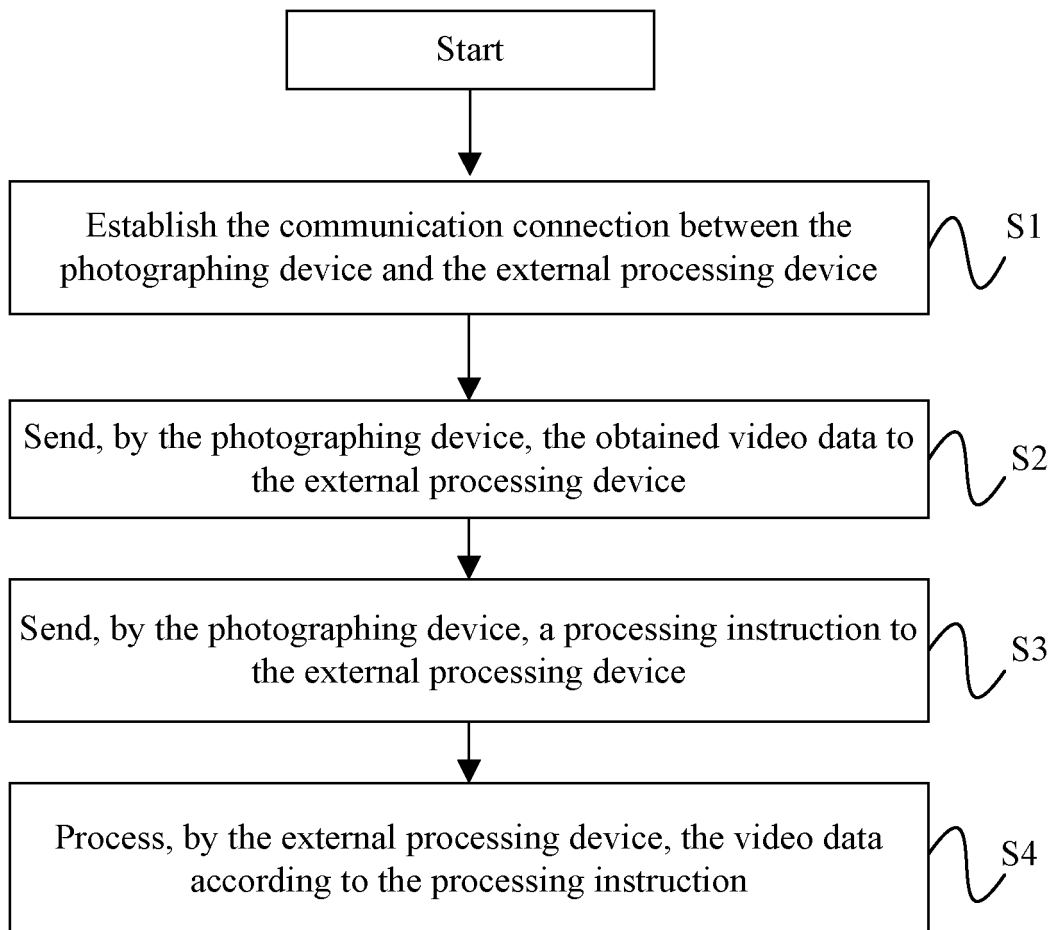 Start
Establish the communication connection between the
photographing device and the external processing device
S1
Send, by the photographing device, the obtained video data to
the external processing device
S2
Send, by the photographing device, a processing instruction to
the external processing device
S3
Process, by the external processing device, the video data
according to the processing instruction
S4